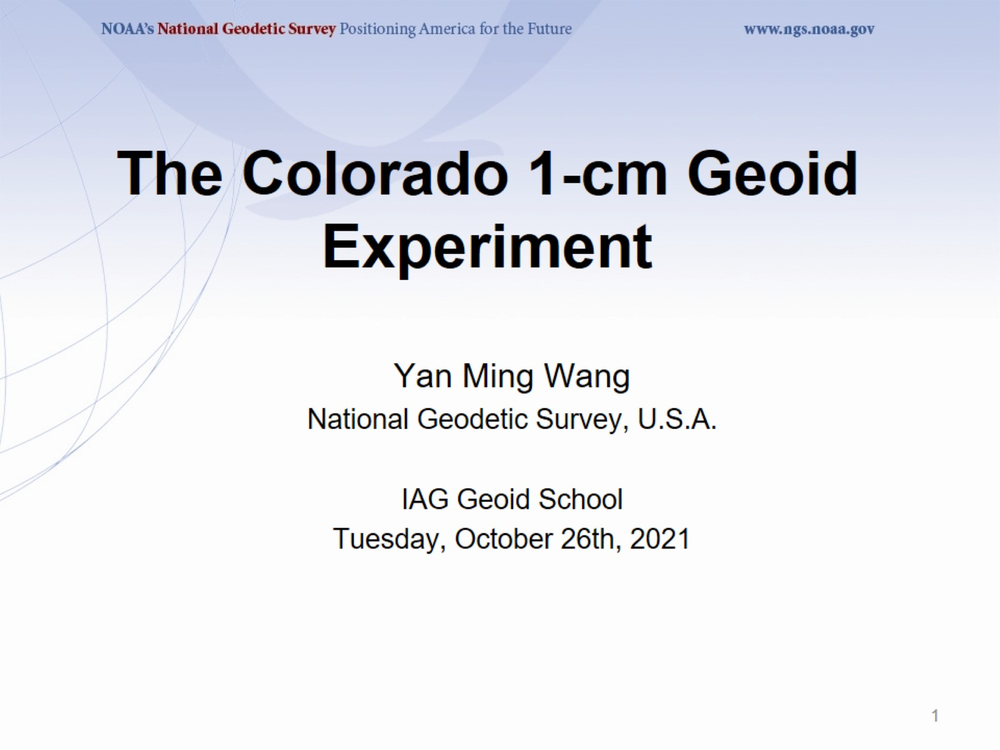 NOAA's National Geodetic Survey Positioning America for the Future www.ngs.noaa.gov
The Colorado 1-cm Geoid
Experiment
Yan Ming Wang
National Geodetic Survey, U.S.A.
IAG Geoid School
Tuesday, October 26th, 2021
1